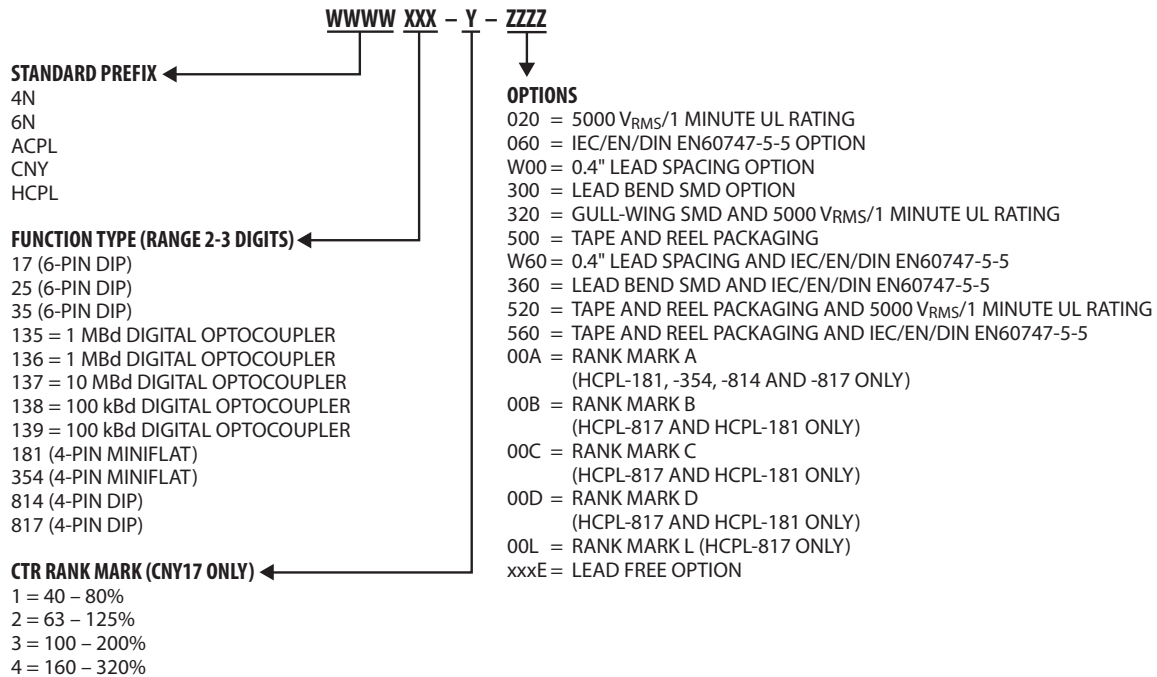 WWWW XXX – Y – ZZZZ
STANDARD PREFIX
4N
6N
ACPL
CNY
HCPL
FUNCTION TYPE (RANGE 2-3 DIGITS)
17 (6-PIN DIP)
25 (6-PIN DIP)
35 (6-PIN DIP)
135 = 1 MBd DIGITAL OPTOCOUPLER
136 = 1 MBd DIGITAL OPTOCOUPLER
137 = 10 MBd DIGITAL OPTOCOUPLER
138 = 100 kBd DIGITAL OPTOCOUPLER
139 = 100 kBd DIGITAL OPTOCOUPLER
181 (4-PIN MINIFLAT)
354 (4-PIN MINIFLAT)
814 (4-PIN DIP)
817 (4-PIN DIP)
CTR RANK MARK (CNY17 ONLY)
1 = 40 – 80%
2 = 63 – 125%
3 = 100 – 200%
4 = 160 – 320%
OPTIONS
020 = 5000 VRMS/1 MINUTE UL RATING
060 = IEC/EN/DIN EN60747-5-5 OPTION
W00 = 0.4" LEAD SPACING OPTION
300 = LEAD BEND SMD OPTION
320 = GULL-WING SMD AND 5000 VRMS/1 MINUTE UL RATING
500 = TAPE AND REEL PACKAGING
W60 = 0.4" LEAD SPACING AND IEC/EN/DIN EN60747-5-5
360 = LEAD BEND SMD AND IEC/EN/DIN EN60747-5-5
520 = TAPE AND REEL PACKAGING AND 5000 VRMS/1 MINUTE UL RATING
560 = TAPE AND REEL PACKAGING AND IEC/EN/DIN EN60747-5-5
00A = RANK MARK A
(HCPL-181, -354, -814 AND -817 ONLY)
00B = RANK MARK B
(HCPL-817 AND HCPL-181 ONLY)
00C = RANK MARK C
(HCPL-817 AND HCPL-181 ONLY)
00D = RANK MARK D
(HCPL-817 AND HCPL-181 ONLY)
00L = RANK MARK L (HCPL-817 ONLY)
xxxE = LEAD FREE OPTION